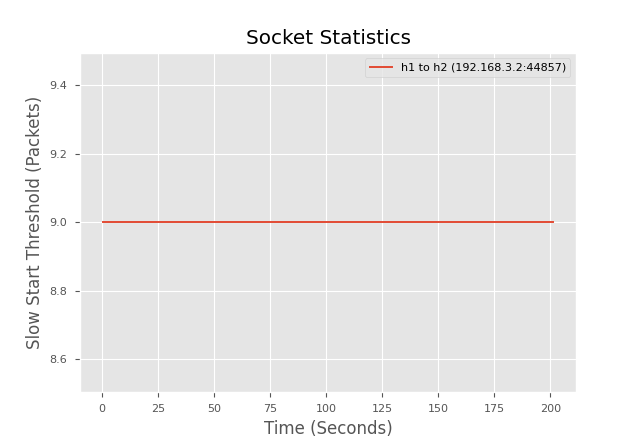 Socket Statistics
h1 to h2 (192.168.3.2:44857)
Slow Start Threshold (Packets)
9.4
9.2
9.0
8.8
8.6
0 25 50 75 100 125 150 175 200
Time (Seconds)